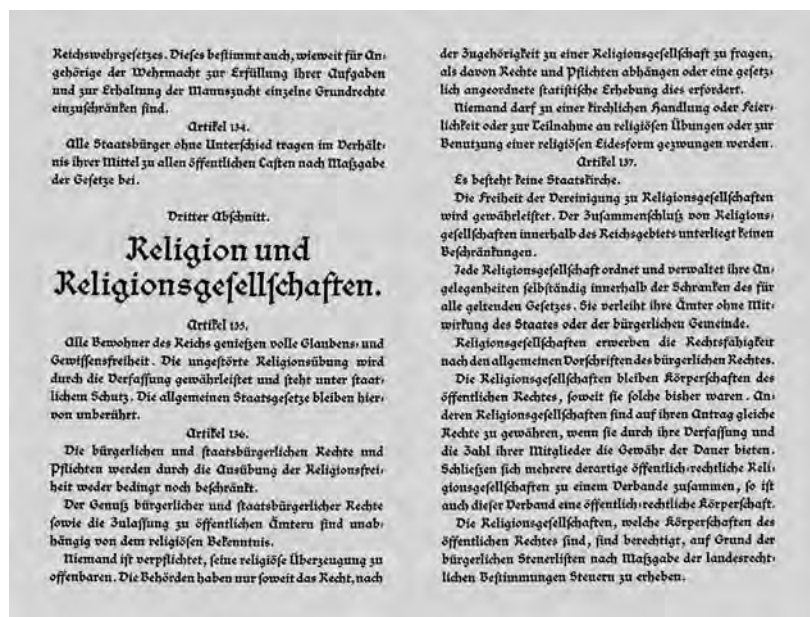 Reichswehrgesetzes. Dieses bestimmt auch, wieweit für An-
gehörige der Wehrmacht zur Erfüllung ihrer Aufgaben
und zur Erhaltung der Mannszucht einzelne Grundrechte
einzuschränken sind.
Artikel 134.
Alle Staatsbürger ohne Unterschied tragen im Verhält-
nis ihrer Mittel zu allen öffentlichen Lasten nach Maßgabe
der Gesetze bei.
Dritter Abschnitt.
Religion und
Religionsgesellschaften.
Artikel 135.
Alle Bewohner des Reichs genießen volle Glaubens- und
Gewissensfreiheit. Die ungestörte Religionsübung wird
durch die Verfassung gewährleistet und steht unter staat-
lichem Schutz. Die allgemeinen Staatsgesetze bleiben hier-
von unberührt.
Artikel 136.
Die bürgerlichen und staatsbürgerlichen Rechte und
Pflichten werden durch die Ausübung der Religionsfrei-
heit weder bedingt noch beschränkt.
Der Genuß bürgerlicher und staatsbürgerlicher Rechte
sowie die Zulassung zu öffentlichen Ämtern sind unab-
hängig von dem religiösen Bekenntnis.
Niemand ist verpflichtet, seine religiöse Überzeugung zu
offenbaren. Die Behörden haben nur soweit das Recht, nach
der Zugehörigkeit zu einer Religionsgesellschaft zu fragen,
als davon Rechte und Pflichten abhängen oder eine gesetz-
lich angeordnete statistische Erhebung dies erfordert.
Niemand darf zu einer kirchlichen Handlung oder Feier-
lichkeit oder zur Teilnahme an religiösen Übungen oder zur
Benutzung einer religiösen Eidesform gezwungen werden.
Artikel 137.
Es besteht keine Staatskirche.
Die Freiheit der Vereinigung zu Religionsgesellschaften
wird gewährleistet. Der Zusammenschluß von Religions-
gesellschaften innerhalb des Reichsgebiets unterliegt keinen
Beschränkungen.
Jede Religionsgesellschaft ordnet und verwaltet ihre An-
gelegenheiten selbständig innerhalb der Schranken des für
alle geltenden Gesetzes. Sie verleiht ihre Ämter ohne Mit-
wirkung des Staates oder der bürgerlichen Gemeinde.
Religionsgesellschaften erwerben die Rechtsfähigkeit
nach den allgemeinen Vorschriften des bürgerlichen Rechtes.
Die Religionsgesellschaften bleiben Körperschaften des
öffentlichen Rechtes, soweit sie solche bisher waren. An-
deren Religionsgesellschaften sind auf ihren Antrag gleiche
Rechte zu gewähren, wenn sie durch ihre Verfassung und
die Zahl ihrer Mitglieder die Gewähr der Dauer bieten.
Schließen sich mehrere derartige öffentlich-rechtliche Reli-
gionsgesellschaften zu einem Verbande zusammen, so ist
auch dieser Verband eine öffentlich-rechtliche Körperschaft.
Die Religionsgesellschaften, welche Körperschaften des
öffentlichen Rechtes sind, sind berechtigt, auf Grund der
bürgerlichen Steuerlisten nach Maßgabe der landesrecht-
lichen Bestimmungen Steuern zu erheben.